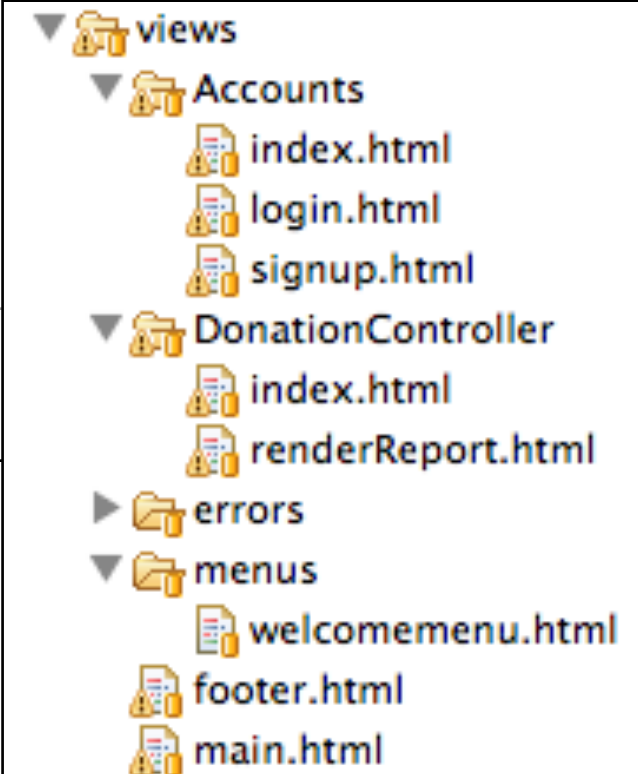 views
Accounts
index.html
login.html
signup.html
DonationController
index.html
renderReport.html
errors
menus
welcomemenu.html
footer.html
main.html